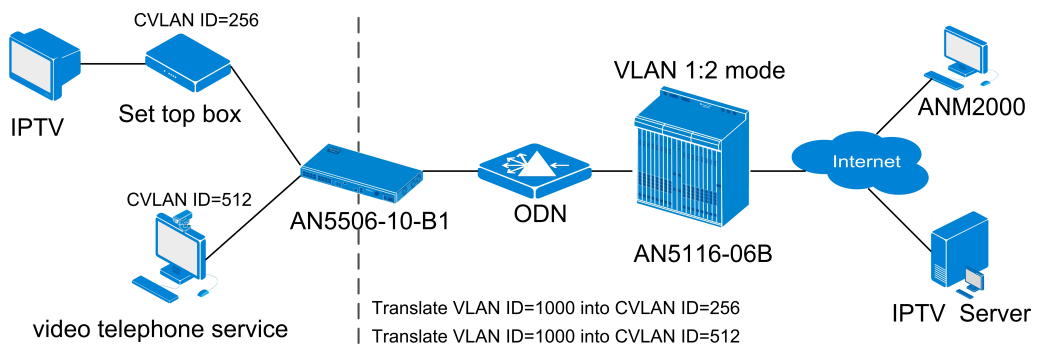 CVLAN ID=256
IPTV
Set top box
CVLAN ID=512
video telephone service
AN5506-10-B1
ODN
VLAN 1:2 mode
AN5116-06B
Internet
ANM2000
IPTV Server
Translate VLAN ID=1000 into CVLAN ID=256
Translate VLAN ID=1000 into CVLAN ID=512